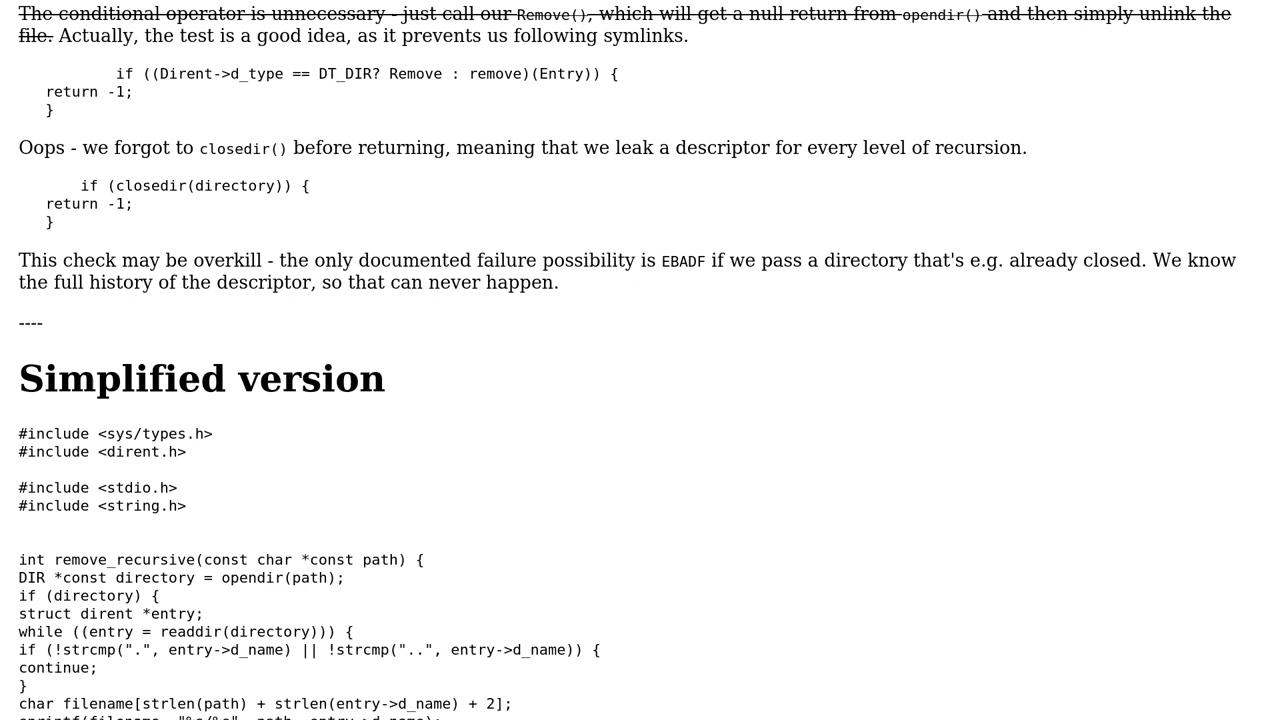 The conditional operator is unnecessary - just call our Remove(), which will get a null return from opendir() and then simply unlink the
file. Actually, the test is a good idea, as it prevents us following symlinks.
if ((Dirent->d_type == DT_DIR? Remove : remove)(Entry)) {
return -1;
}
Oops - we forgot to closedir() before returning, meaning that we leak a descriptor for every level of recursion.
if (closedir(directory)) {
return -1;
}
This check may be overkill - the only documented failure possibility is EBADF if we pass a directory that's e.g. already closed. We know
the full history of the descriptor, so that can never happen.
----
Simplified version
#include <sys/types.h>
#include <dirent.h>
#include <stdio.h>
#include <string.h>
int remove_recursive(const char *const path) {
DIR *const directory = opendir(path);
if (directory) {
struct dirent *entry;
while ((entry = readdir(directory))) {
if (!strcmp(".", entry->d_name) || !strcmp("..", entry->d_name)) {
continue;
}
char filename[strlen(path) + strlen(entry->d_name) + 2];
sprintf(filename, "%s/%s", path, entry->d_name);